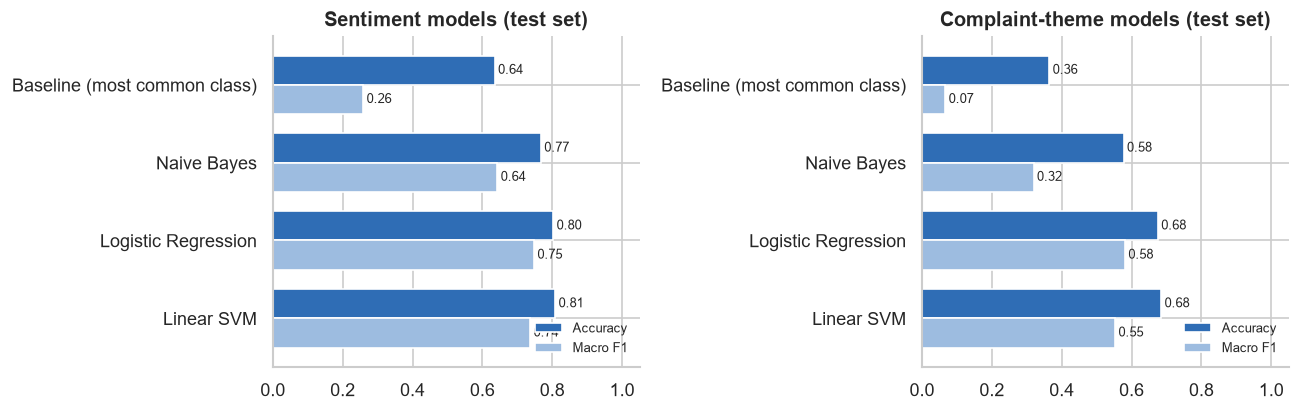 Sentiment models (test set)
Baseline (most common class)
0.64
0.26
Naive Bayes
0.77
0.64
Logistic Regression
0.80
0.75
Linear SVM
0.81
Accuracy
Macro F1
0.0 0.2 0.4 0.6 0.8 1.0
Complaint-theme models (test set)
Baseline (most common class)
0.36
0.07
Naive Bayes
0.58
0.32
Logistic Regression
0.68
0.58
Linear SVM
0.68
0.55
Accuracy
Macro F1
0.0 0.2 0.4 0.6 0.8 1.0